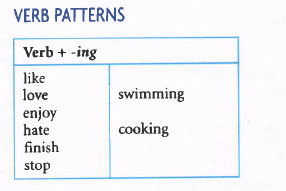 VERB PATTERNS
Verb + -ing
like
love swimming
enjoy
hate cooking
finish
stop